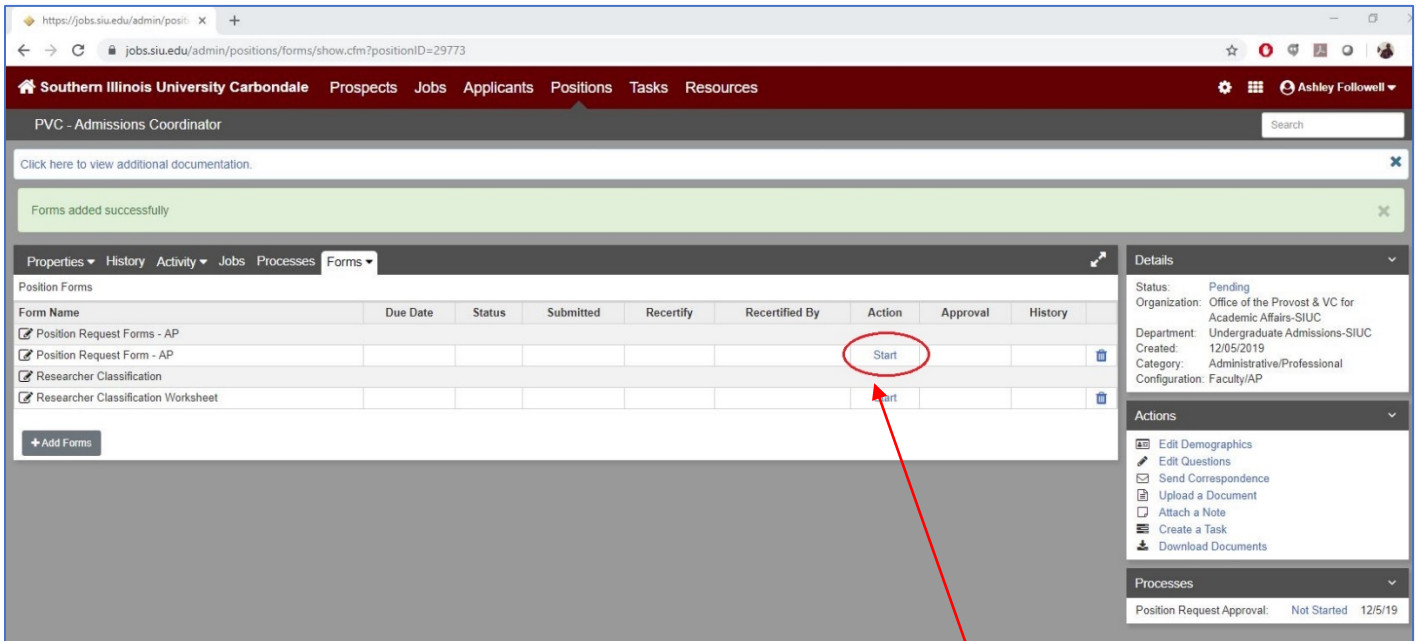 https://jobs.siu.edu/admin/positi
jobs.siu.edu/admin/positions/forms/show.cfm?positionID=29773
Southern Illinois University Carbondale Prospects Jobs Applicants Positions Tasks Resources Ashley Followell
PVC - Admissions Coordinator Search
Click here to view additional documentation.
Forms added successfully
Properties History Activity Jobs Processes Forms
Position Forms
Form Name Due Date Status Submitted Recertify Recertified By Action Approval History
Position Request Forms - AP
Position Request Form - AP Start
Researcher Classification
Researcher Classification Worksheet Start
+ Add Forms
Details
Status: Pending
Organization: Office of the Provost & VC for
Academic Affairs-SIUC
Department: Undergraduate Admissions-SIUC
Created: 12/05/2019
Category: Administrative/Professional
Configuration: Faculty/AP
Actions
Edit Demographics
Edit Questions
Send Correspondence
Upload a Document
Attach a Note
Create a Task
Download Documents
Processes
Position Request Approval: Not Started 12/5/19